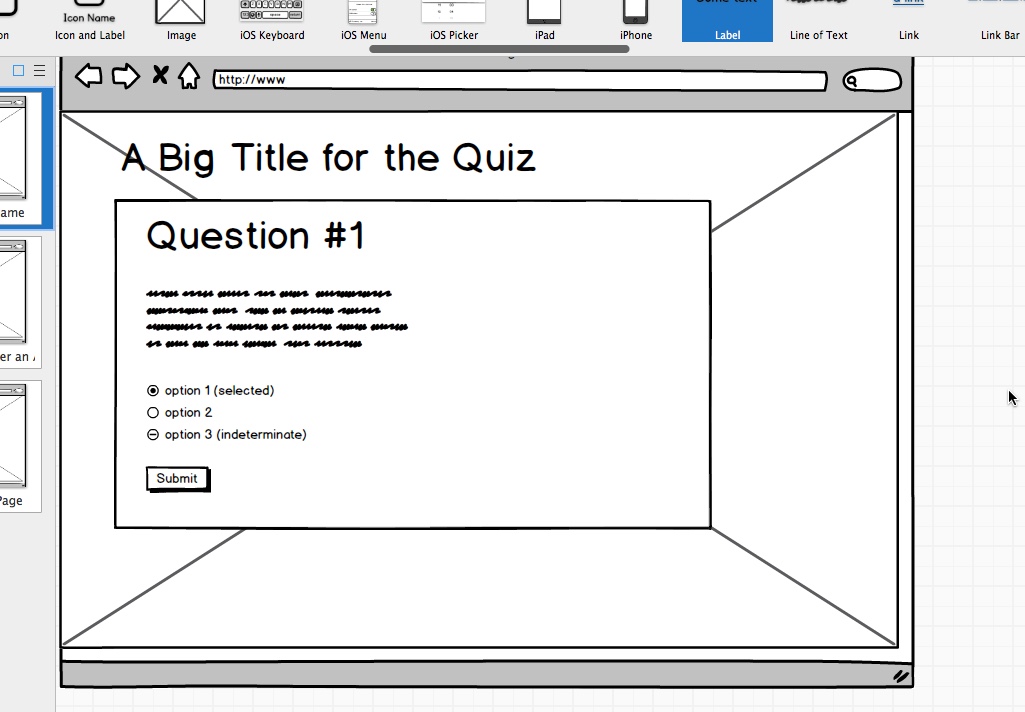 on
Icon Name
Icon and Label
Image
iOS Keyboard
iOS Menu
iOS Picker
iPad
iPhone
Label
Line of Text
Link
Link Bar
http://www
ame
er an
Page
A Big Title for the Quiz
Question #1
option 1 (selected)
option 2
option 3 (indeterminate)
Submit